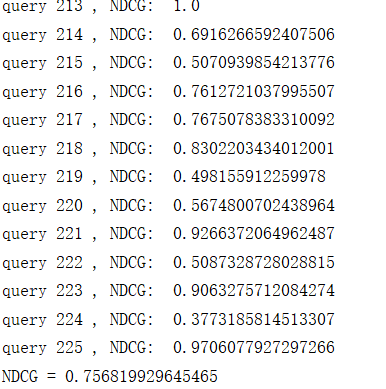 query 213 , NDCG:  1.0
query 214 , NDCG:  0.6916266592407506
query 215 , NDCG:  0.5070939854213776
query 216 , NDCG:  0.7612721037995507
query 217 , NDCG:  0.7675078383310092
query 218 , NDCG:  0.8302203434012001
query 219 , NDCG:  0.498155912259978
query 220 , NDCG:  0.5674800702438964
query 221 , NDCG:  0.9266372064962487
query 222 , NDCG:  0.5087328728028815
query 223 , NDCG:  0.9063275712084274
query 224 , NDCG:  0.3773185814513307
query 225 , NDCG:  0.9706077927297266
NDCG = 0.756819929645465